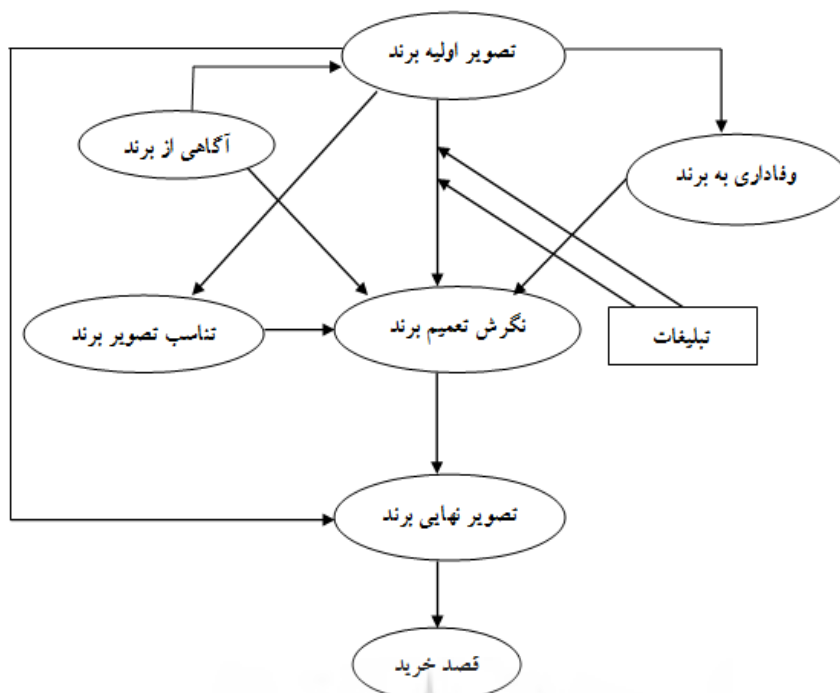 تصویر اولیه برند
آگاهی از برند
وفاداری به برند
تناسب تصویر برند
نگرش تعمیم برند
تبلیغات
تصویر نهایی برند
قصد خرید